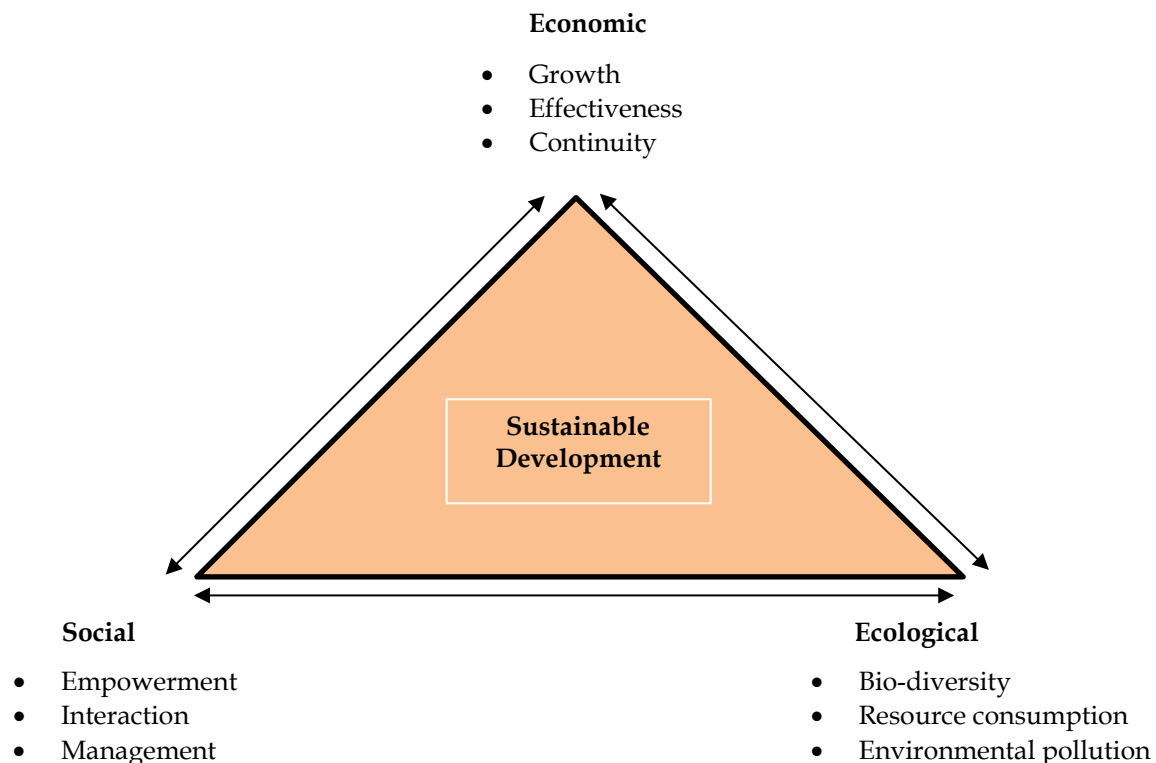 Economic
• Growth
• Effectiveness
• Continuity
Sustainable
Development
Social
• Empowerment
• Interaction
• Management
Ecological
• Bio-diversity
• Resource consumption
• Environmental pollution